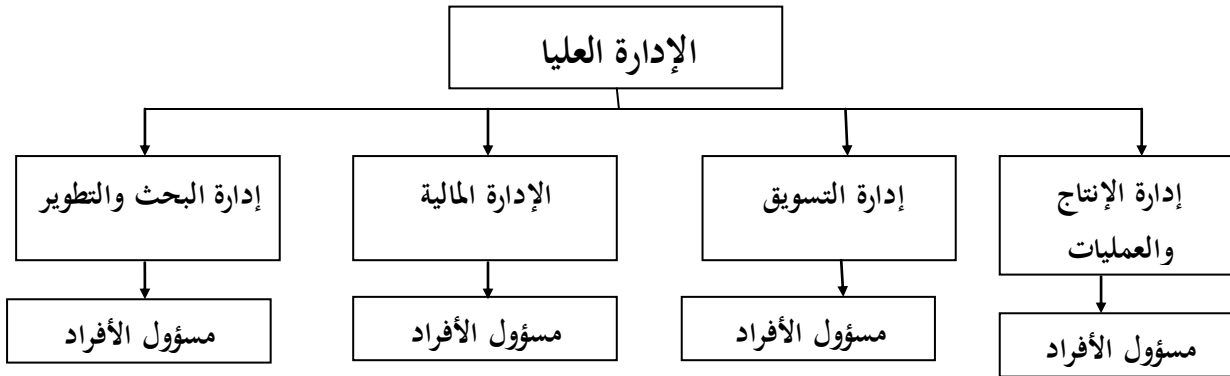 الإدارة العليا
إدارة الإنتاج
والعمليات
إدارة التسويق
الإدارة المالية
إدارة البحث والتطوير
مسؤول الأفراد
مسؤول الأفراد
مسؤول الأفراد
مسؤول الأفراد